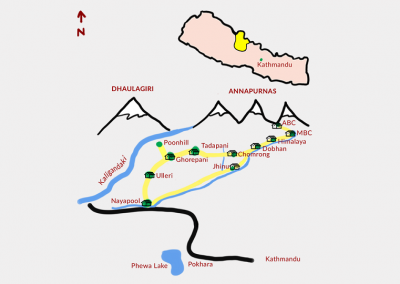 N
Kathmandu
DHAULAGIRI
ANNAPURNAS
ABC
MBC
Himalaya
Poonhill
Tadapani
Dobhan
Chomrong
Ghorepani
Kaligandaki
Jhinu
Ulleri
Nayapool
Phewa Lake
Pokhara
Kathmandu